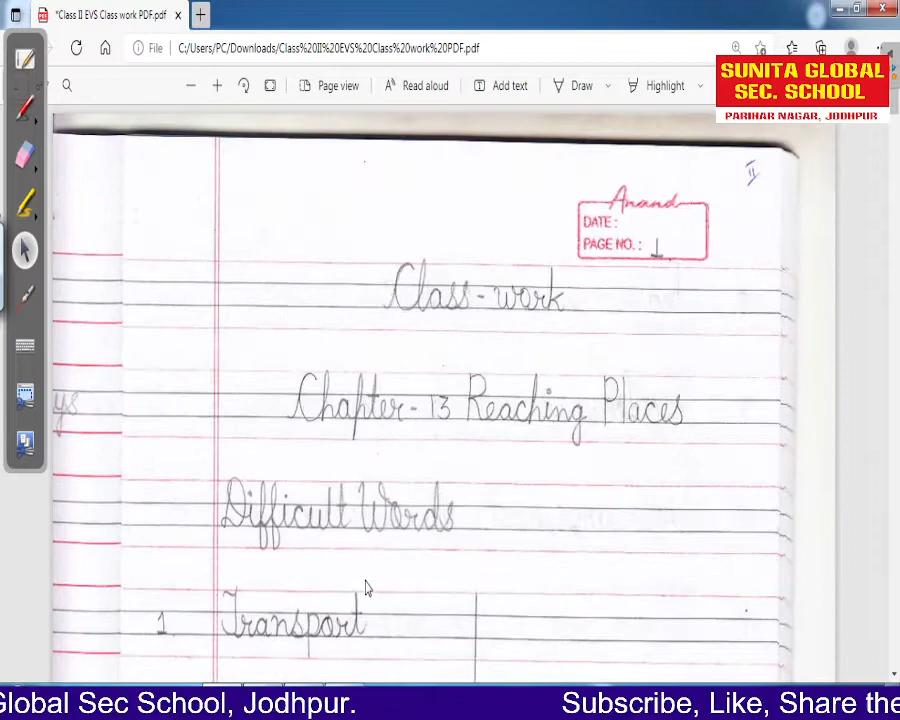 *Class II EVS Class work PDF.pdf
File
C:/Users/PC/Downloads/Class%20II%20EVS%20Class%20work%20PDF.pdf
Page view
Read aloud
Add text
Draw
Highlight
SUNITA GLOBAL
SEC. SCHOOL
PARIHAR NAGAR, JODHPUR
II
Anand
DATE:
PAGE NO.: 1
Class-work
ys
Chapter-13 Reaching Places
Difficult Words
1. Transport
Global Sec School, Jodhpur.
Subscribe, Like, Share the